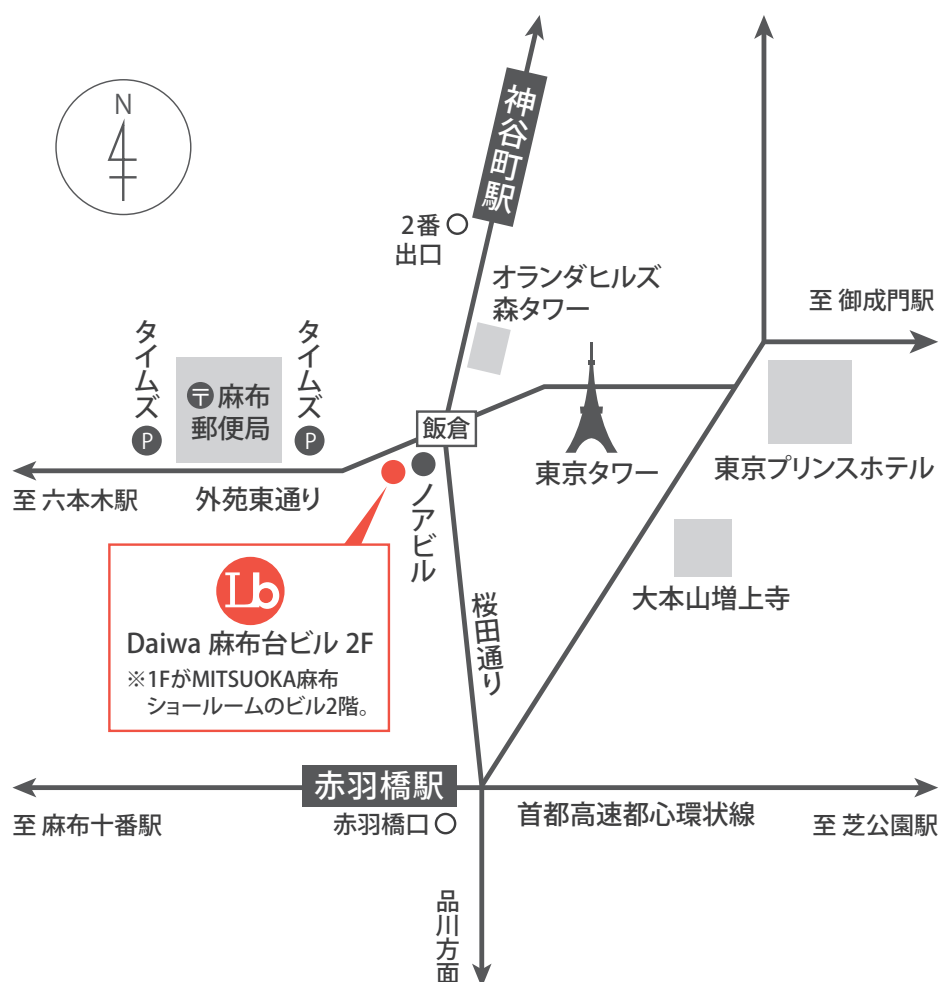 N
神谷町駅
2番
出口
オランダヒルズ
森タワー
至 御成門駅
タイムズ
P
〒麻布
郵便局
タイムズ
P
飯倉
東京タワー
東京プリンスホテル
至 六本木駅
外苑東通り
ノアビル
大本山増上寺
Lb
Daiwa 麻布台ビル 2F
※1FがMITSUOKA麻布
ショールームのビル2階。
桜田通り
赤羽橋駅
至 麻布十番駅
赤羽橋口
首都高速都心環状線
至 芝公園駅
品川方面